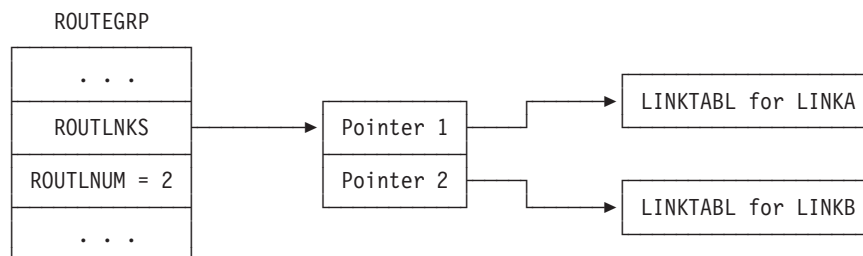 ROUTEGRP
. . .
ROUTLNKS
ROUTLNUM = 2
. . .
Pointer 1
Pointer 2
LINKTABL for LINKA
LINKTABL for LINKB